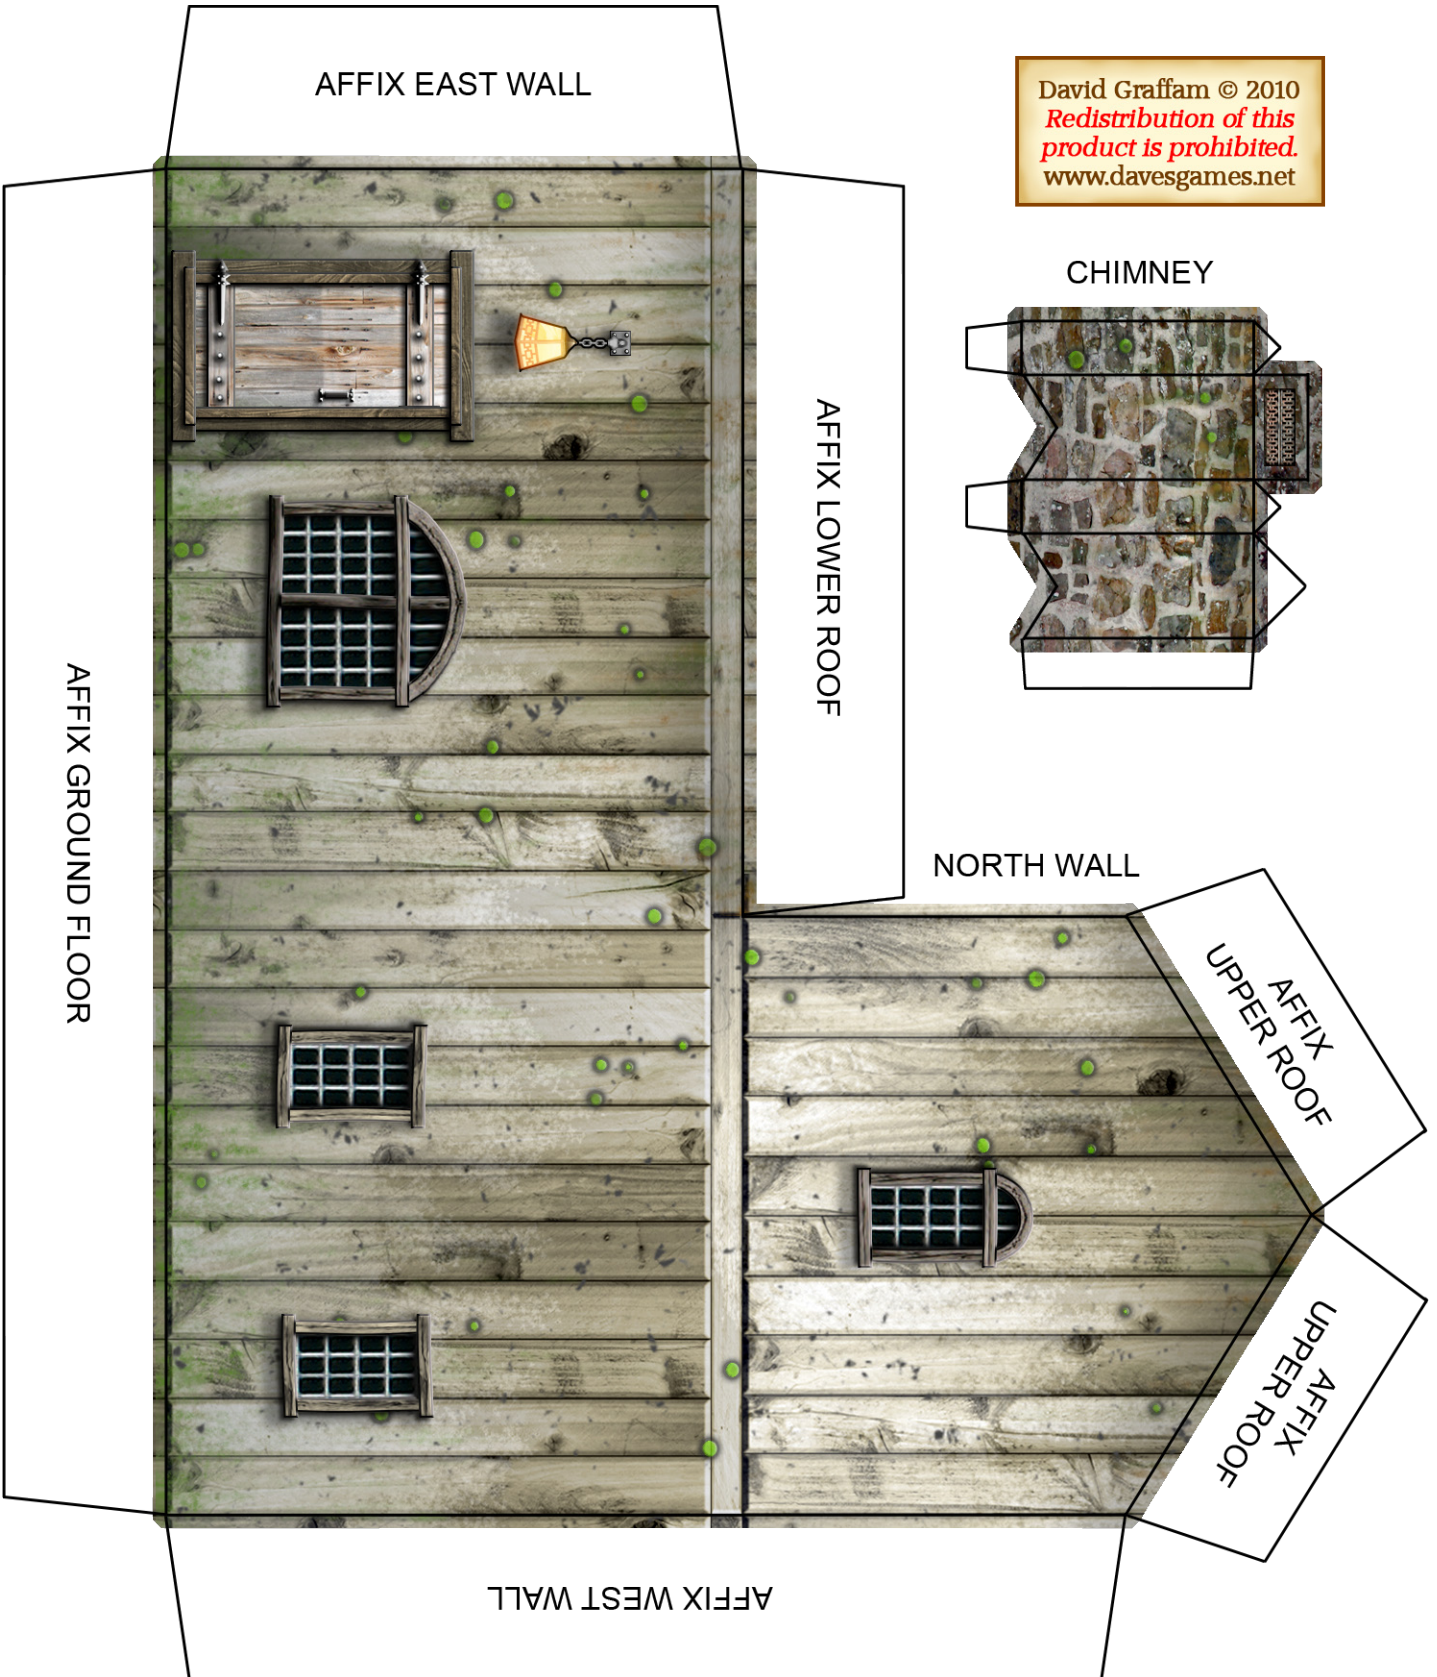 AFFIX EAST WALL
David Graffam © 2010
Redistribution of this
product is prohibited.
www.davesgames.net
CHIMNEY
AFFIX LOWER ROOF
AFFIX GROUND FLOOR
NORTH WALL
AFFIX
UPPER ROOF
AFFIX
UPPER ROOF
AFFIX WEST WALL